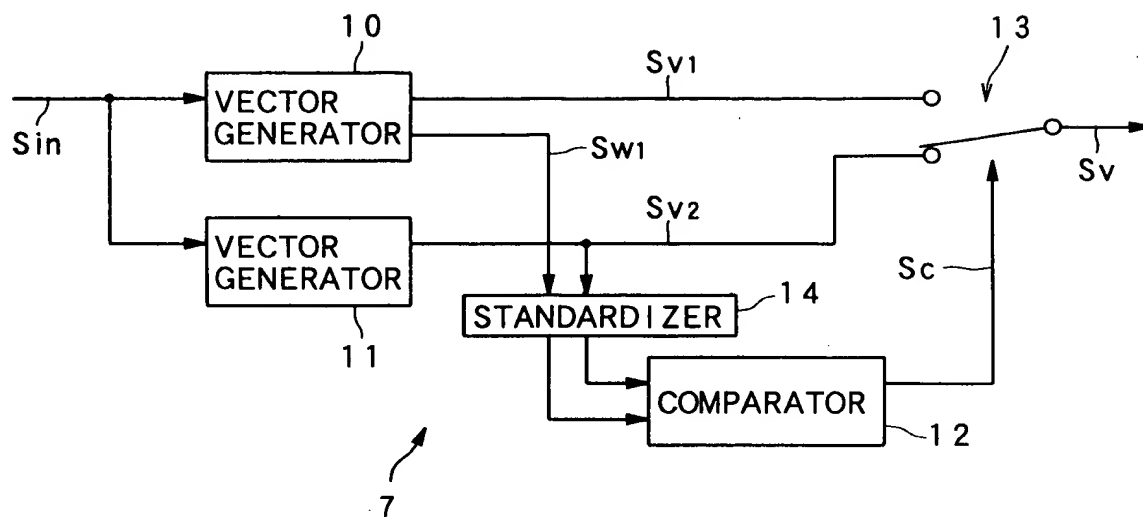 10
13
Sv1
VECTOR
GENERATOR
Sin
Sw1
Sv
Sv2
VECTOR
GENERATOR
Sc
14
STANDARDIZER
11
COMPARATOR
12
7